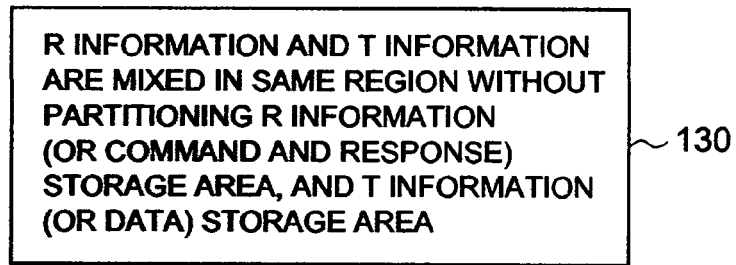 R INFORMATION AND T INFORMATION
ARE MIXED IN SAME REGION WITHOUT
PARTITIONING R INFORMATION
(OR COMMAND AND RESPONSE)
STORAGE AREA, AND T INFORMATION
(OR DATA) STORAGE AREA
130